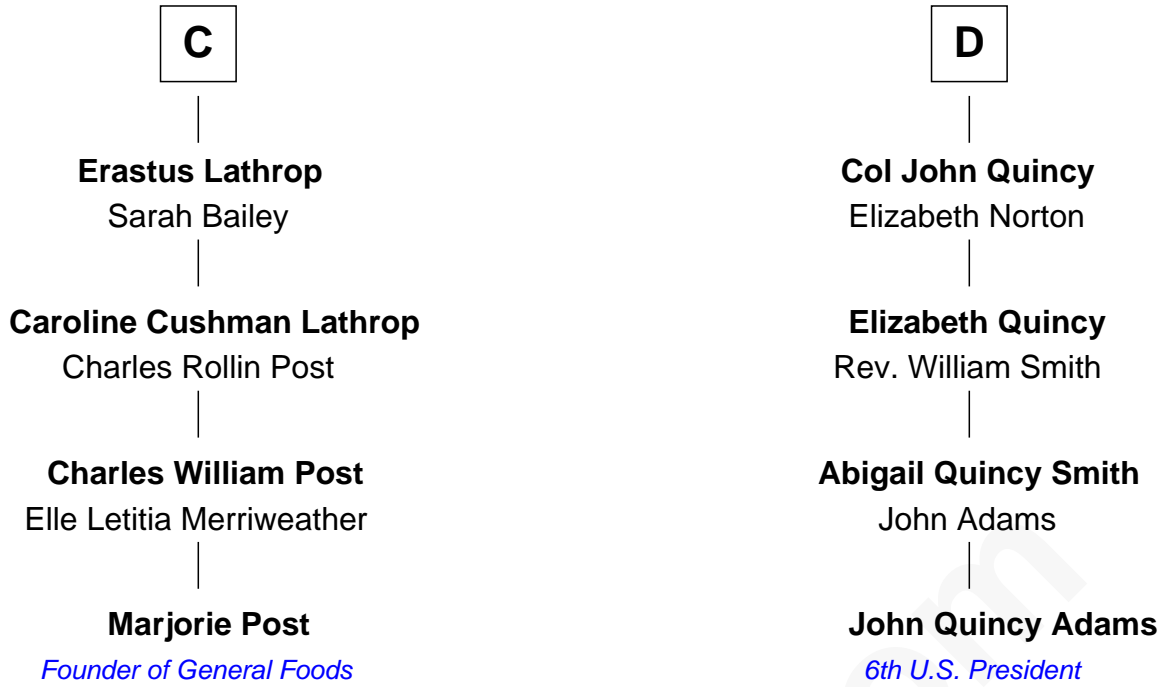 C
Erastus Lathrop
Sarah Bailey
Caroline Cushman Lathrop
Charles Rollin Post
Charles William Post
Elle Letitia Merriweather
Marjorie Post
Founder of General Foods
D
Col John Quincy
Elizabeth Norton
Elizabeth Quincy
Rev. William Smith
Abigail Quincy Smith
John Adams
John Quincy Adams
6th U.S. President